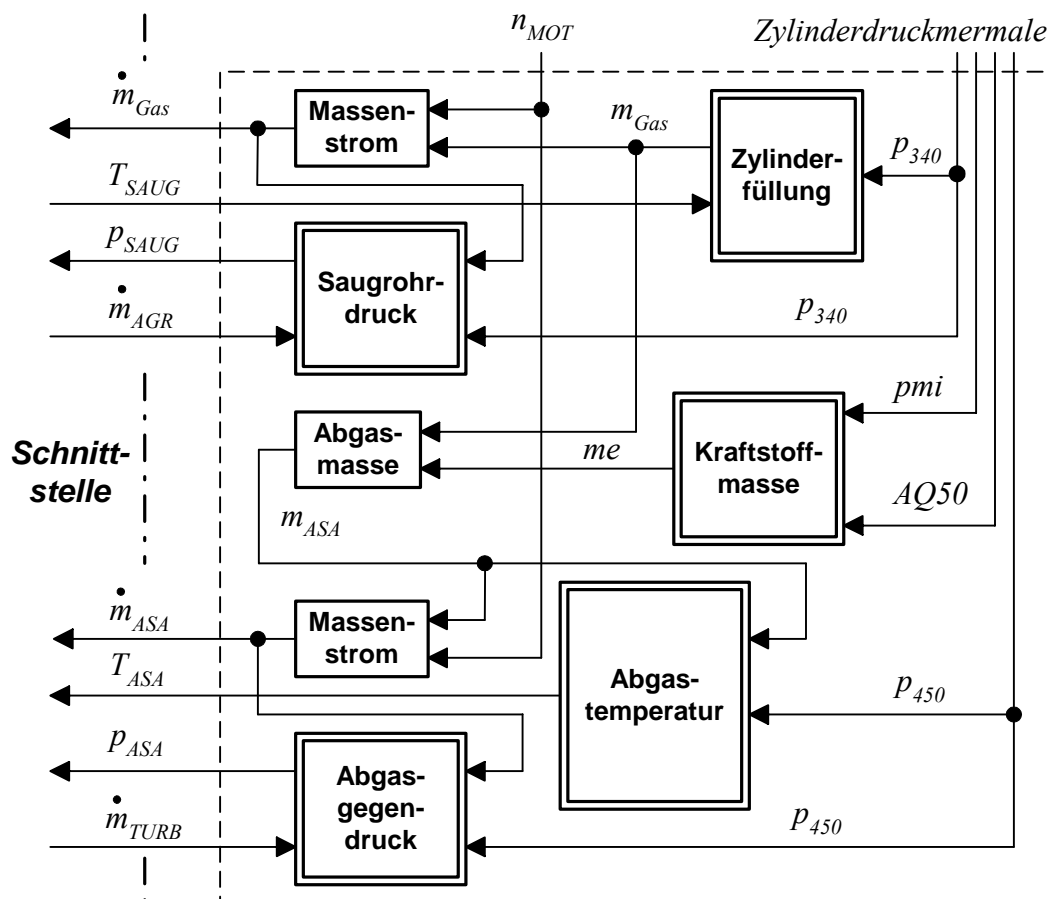 n_MOT
Zylinderdruckmermale
ṁ_Gas
Massen-
strom
m_Gas
Zylinder-
füllung
p_340
T_SAUG
p_SAUG
Saugrohr-
druck
ṁ_AGR
p_340
Schnitt-
stelle
Abgas-
masse
me
Kraftstoff-
masse
pmi
AQ50
m_ASA
ṁ_ASA
Massen-
strom
T_ASA
Abgas-
temperatur
p_450
p_ASA
Abgas-
gegen-
druck
ṁ_TURB
p_450